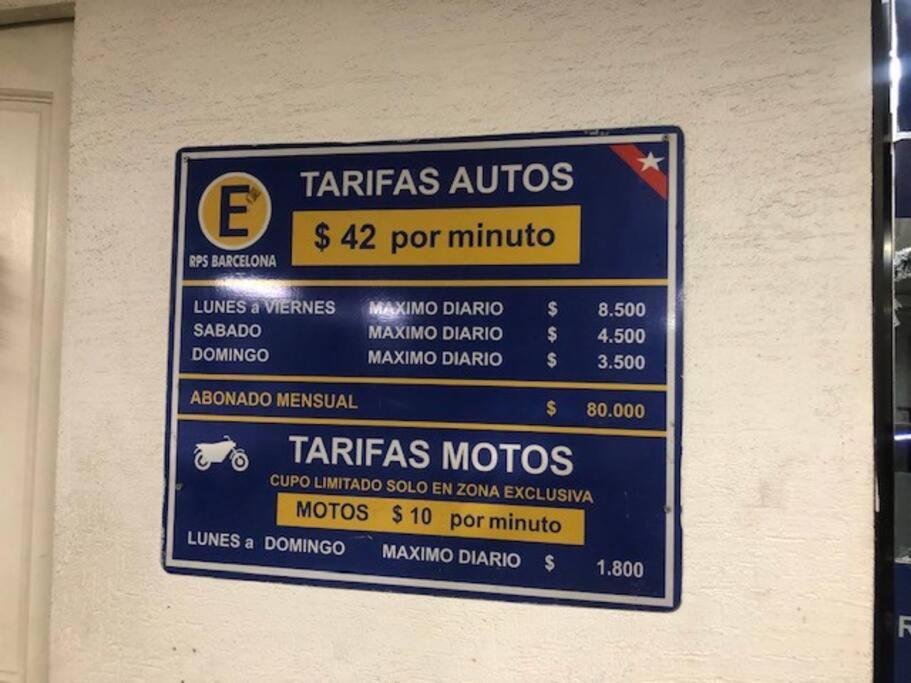 E
RPS BARCELONA
TARIFAS AUTOS
$ 42 por minuto
LUNES a VIERNES MAXIMO DIARIO $ 8.500
SABADO MAXIMO DIARIO $ 4.500
DOMINGO MAXIMO DIARIO $ 3.500
ABONADO MENSUAL $ 80.000
TARIFAS MOTOS
CUPO LIMITADO SOLO EN ZONA EXCLUSIVA
MOTOS $ 10 por minuto
LUNES a DOMINGO MAXIMO DIARIO $ 1.800